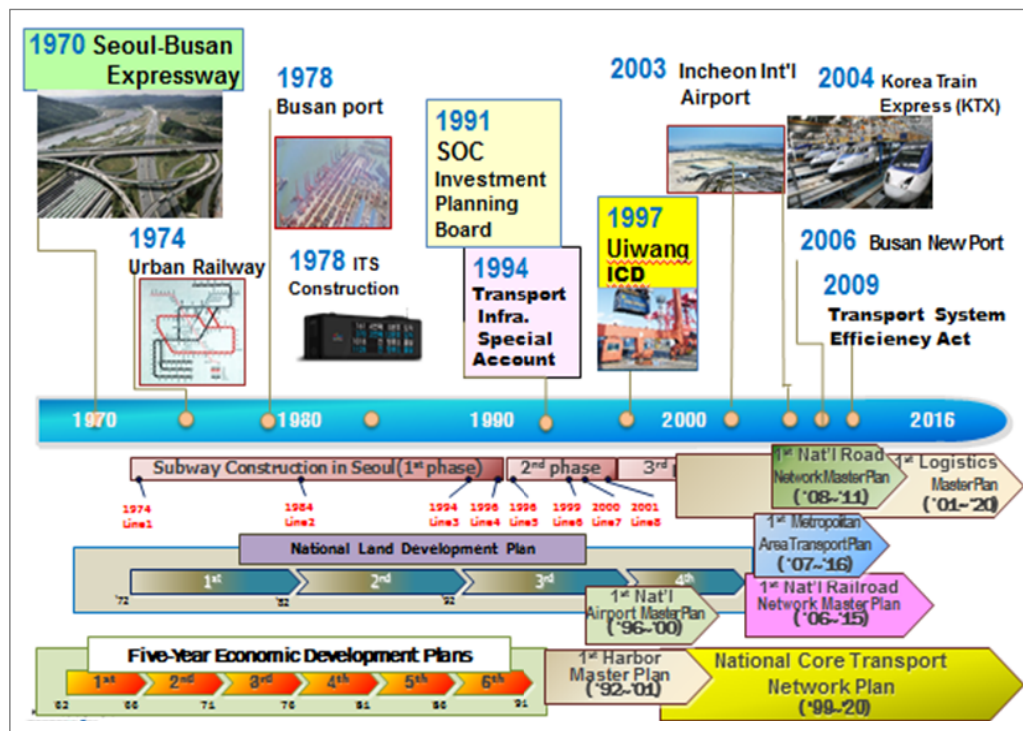 1970 Seoul-Busan
Expressway
1974
Urban Railway
1978
Busan port
1978 ITS
Construction
1991
SOC
Investment
Planning
Board
1994
Transport
Infra.
Special
Account
1997
Uiwang
ICD
2003 Incheon Int'l
Airport
2004 Korea Train
Express (KTX)
2006 Busan New Port
2009
Transport System
Efficiency Act
1970 1980 1990 2000 2016
Subway Construction in Seoul(1st phase)
2nd phase
3rd
1974
Line1
1984
Line2
1994
Line3
1996
Line4
1996
Line5
1999
Line6
2000
Line7
2001
Line8
1st Nat'l Road
Network Master Plan
('08~'11)
1st Logistics
Master Plan
('01~'20)
National Land Development Plan
1st 2nd 3rd 4th
'72 '82 '92
1st Metropolitan
Area Transport Plan
('07~'16)
1st Nat'l
Airport Master Plan
('96~'00)
1st Nat'l Railroad
Network Master Plan
('06~'15)
Five-Year Economic Development Plans
1st 2nd 3rd 4th 5th 6th
'62 '66 '71 '76 '81 '86 '91
1st Harbor
Master Plan
('92~'01)
National Core Transport
Network Plan
('99~'20)